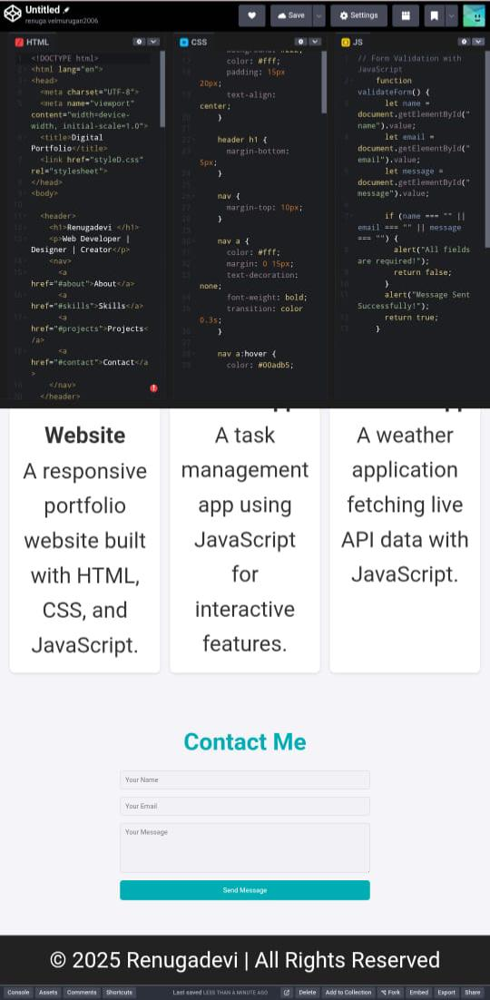 Untitled
renuga velmurugan2006
Save
Settings
HTML
<!DOCTYPE html>
<html lang="en">
<head>
<meta charset="UTF-8">
<meta name="viewport"
content="width=device-
width, initial-scale=1.0">
<title>Digital
Portfolio</title>
<link href="styleD.css"
rel="stylesheet">
</head>
<body>
<header>
<h1>Renugadevi </h1>
<p>Web Developer |
Designer | Creator</p>
<nav>
<a
href="#about">About</a>
<a
href="#skills">Skills</a>
<a
href="#projects">Projects<
/a>
<a
href="#contact">Contact</a
>
</nav>
</header>
CSS
background: #222;
color: #fff;
padding: 15px
20px;
text-align:
center;
}
header h1 {
margin-bottom:
5px;
}
nav {
margin-top: 10px;
}
nav a {
color: #fff;
margin: 0 15px;
text-decoration:
none;
font-weight: bold;
transition: color
0.3s;
}
nav a:hover {
color: #00adb5;
JS
// Form Validation with
JavaScript
function
validateForm() {
let name =
document.getElementById("
name").value;
let email =
document.getElementById("
email").value;
let message =
document.getElementById("
message").value;
if (name === "" ||
email === "" || message
=== "") {
alert("All fields
are required!");
return false;
}
alert("Message Sent
Successfully!");
return true;
}
Website
A responsive
portfolio
website built
with HTML,
CSS, and
JavaScript.
A task
management
app using
JavaScript
for
interactive
features.
A weather
application
fetching live
API data with
JavaScript.
Contact Me
Your Name
Your Email
Your Message
Send Message
© 2025 Renugadevi | All Rights Reserved
Console
Assets
Comments
Shortcuts
Last saved LESS THAN A MINUTE AGO
Delete
Add to Collection
Fork
Embed
Export
Share